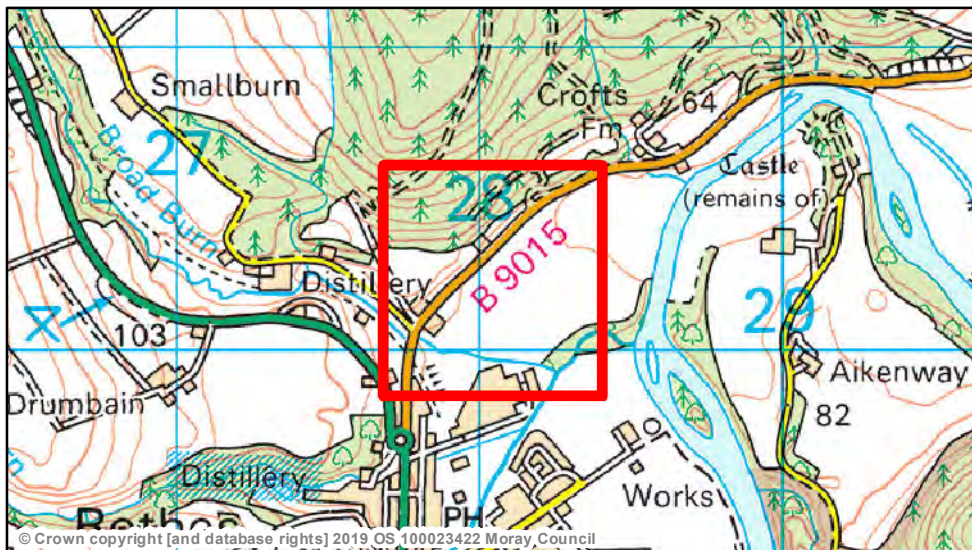 Smallburn
Crofts
64
Fm
27
28
Broad Burn
Castle
(remains of)
B 9015
Distillery
29
103
Aikenway
Drumbain
82
Distillery
Works
Rothes
PH
© Crown copyright [and database rights] 2019 OS 100023422 Moray Council